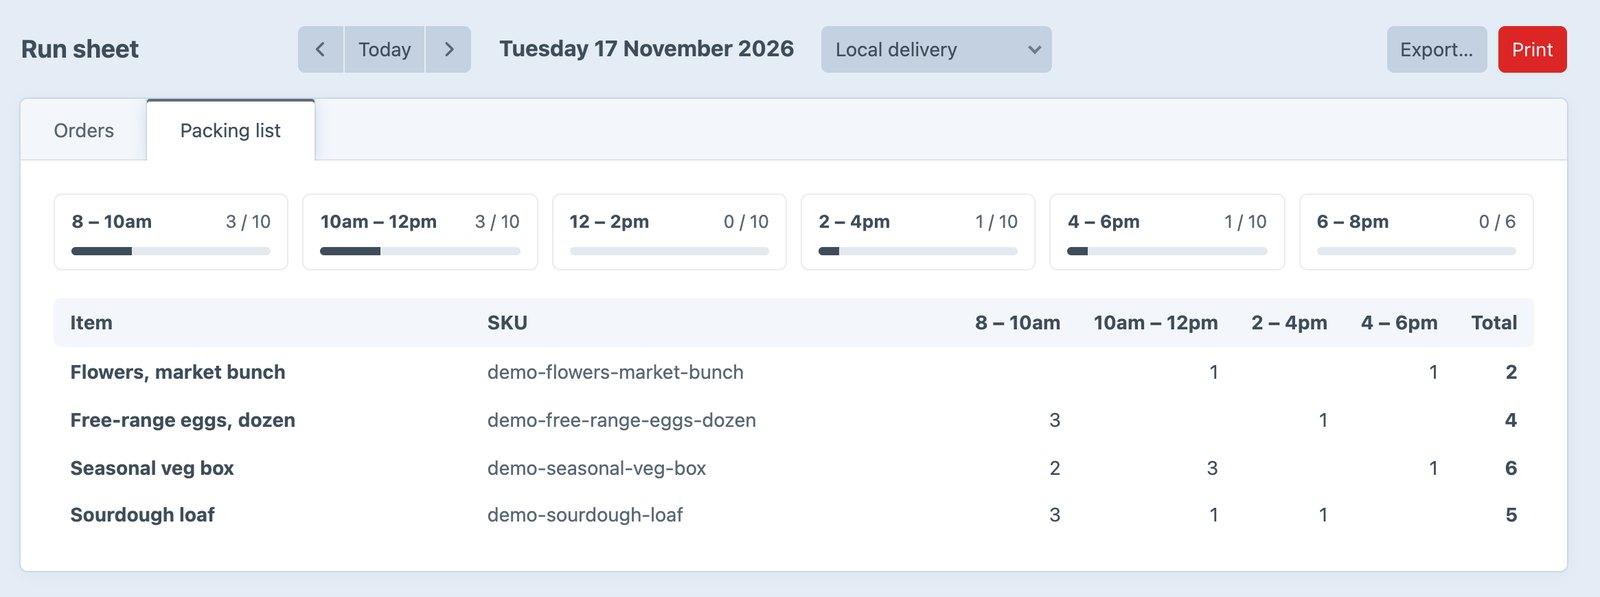 Run sheet
Today
Tuesday 17 November 2026
Local delivery
Export...
Print
Orders
Packing list
8 – 10am 3 / 10
10am – 12pm 3 / 10
12 – 2pm 0 / 10
2 – 4pm 1 / 10
4 – 6pm 1 / 10
6 – 8pm 0 / 6
Item SKU 8 – 10am 10am – 12pm 2 – 4pm 4 – 6pm Total
Flowers, market bunch demo-flowers-market-bunch 1 1 2
Free-range eggs, dozen demo-free-range-eggs-dozen 3 1 4
Seasonal veg box demo-seasonal-veg-box 2 3 1 6
Sourdough loaf demo-sourdough-loaf 3 1 1 5